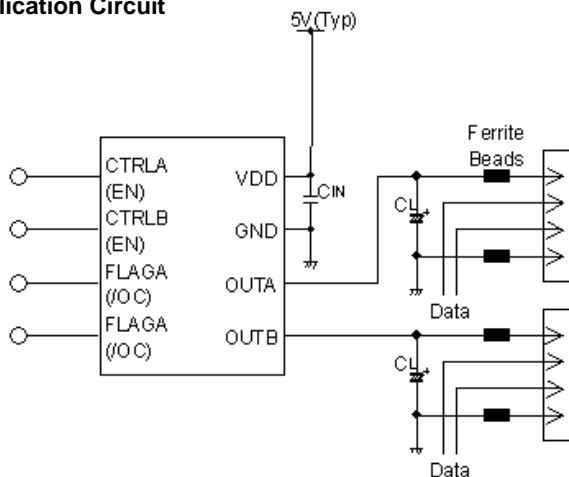 lication Circuit
5V(Typ)
CTRLA
(EN)
CTRLB
(EN)
FLAGA
(/OC)
FLAGA
(/OC)
VDD
GND
OUTA
OUTB
CIN
Ferrite
Beads
CL
+
Data
CL
+
Data